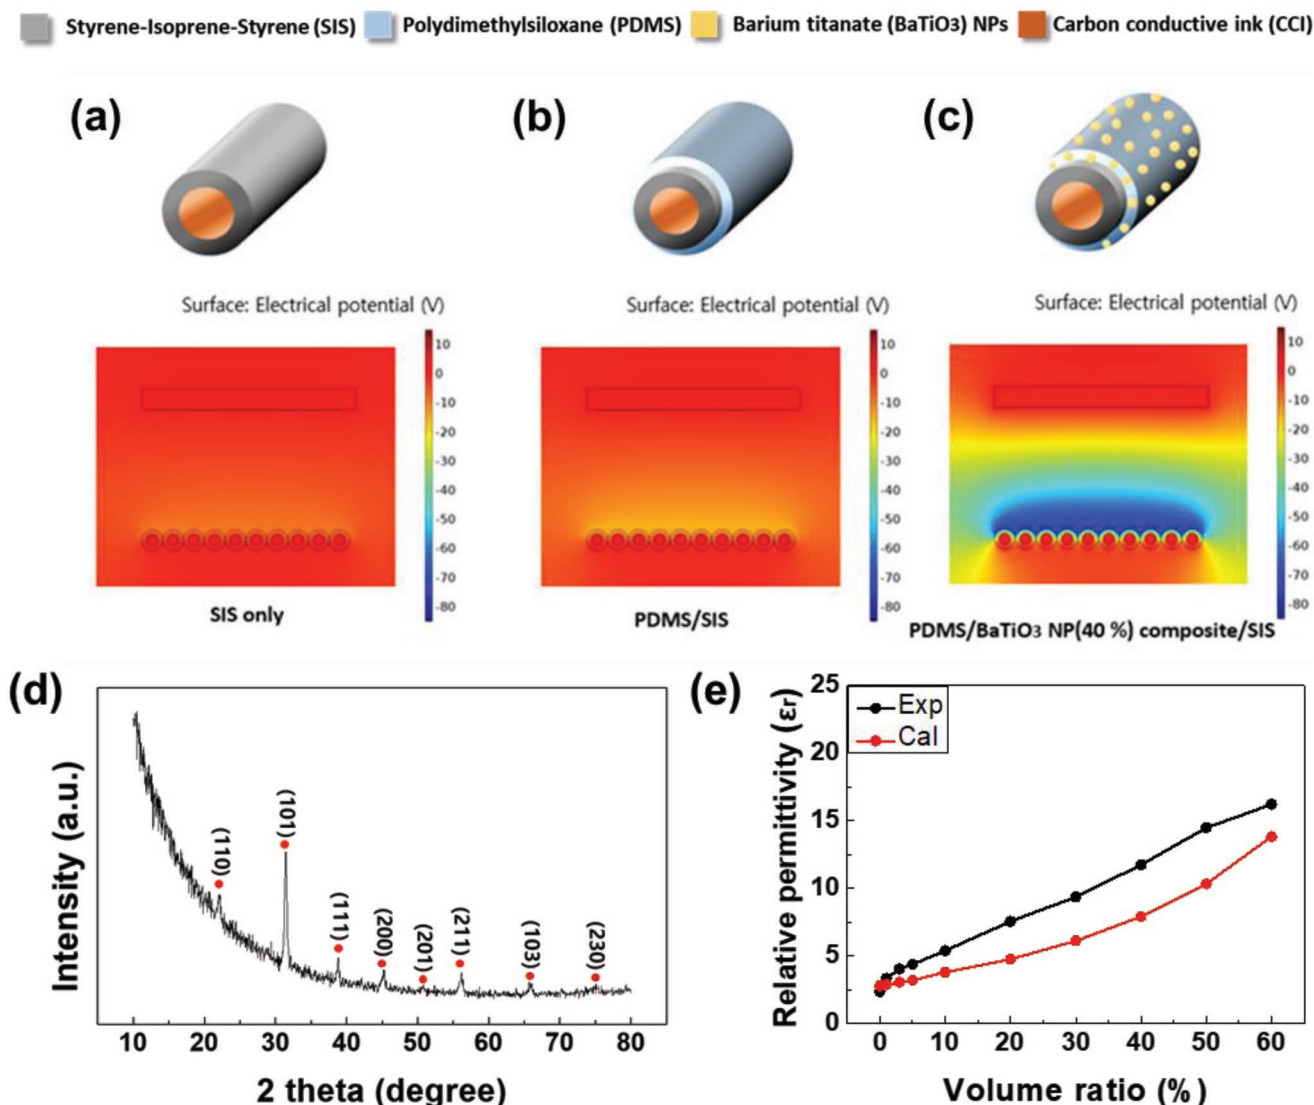 Styrene-Isoprene-Styrene (SIS) Polydimethylsiloxane (PDMS) Barium titanate (BaTiO3) NPs Carbon conductive ink (CCI)
(a) (b) (c)
Surface: Electrical potential (V) Surface: Electrical potential (V) Surface: Electrical potential (V)
10 10 10
0 0 0
-10 -10 -10
-20 -20 -20
-30 -30 -30
-40 -40 -40
-50 -50 -50
-60 -60 -60
-70 -70 -70
-80 -80 -80
SIS only PDMS/SIS PDMS/BaTiO3 NP(40 %) composite/SIS
(d)
Intensity (a.u.)
(110)
(101)
(111)
(200)
(201)
(211)
(103)
(230)
10 20 30 40 50 60 70 80
2 theta (degree)
(e)
Relative permittivity (εr)
25
20
15
10
5
0
Exp
Cal
0 10 20 30 40 50 60
Volume ratio (%)